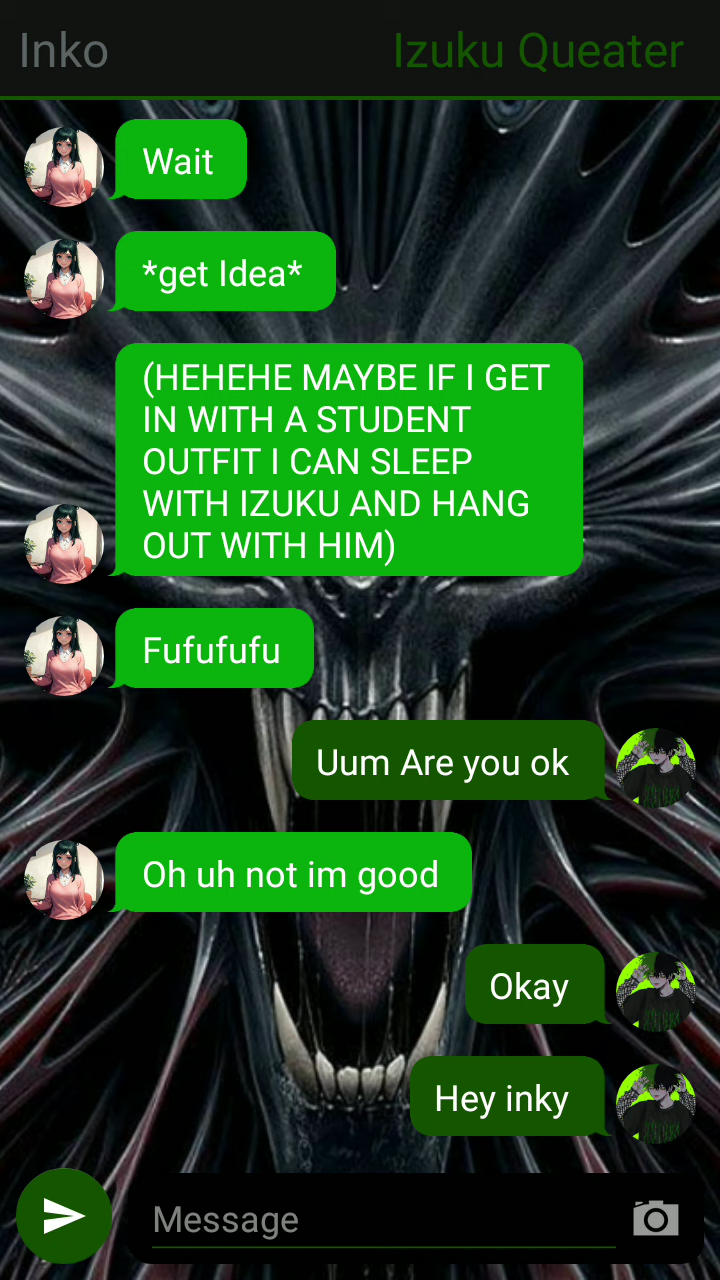 Inko
Izuku Queater
Wait
*get Idea*
(HEHEHE MAYBE IF I GET
IN WITH A STUDENT
OUTFIT I CAN SLEEP
WITH IZUKU AND HANG
OUT WITH HIM)
Fufufufu
Uum Are you ok
Oh uh not im good
Okay
Hey inky
Message